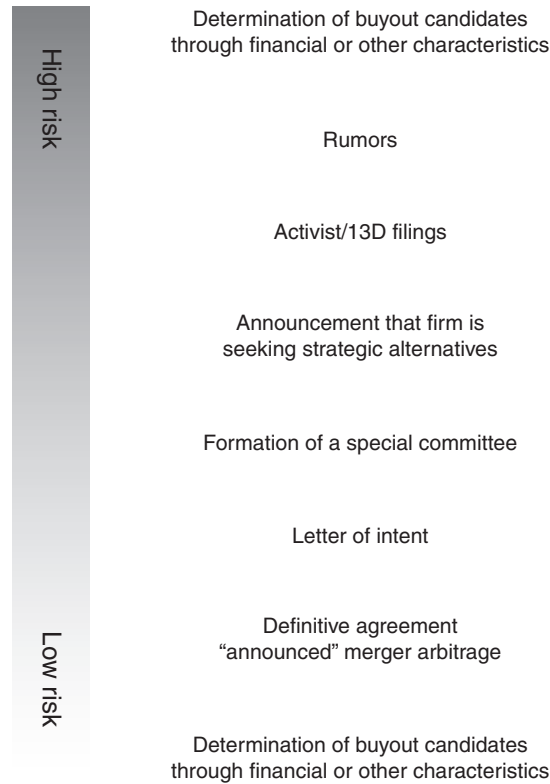 High risk
Determination of buyout candidates
through financial or other characteristics
Rumors
Activist/13D filings
Announcement that firm is
seeking strategic alternatives
Formation of a special committee
Letter of intent
Low risk
Definitive agreement
“announced” merger arbitrage
Determination of buyout candidates
through financial or other characteristics